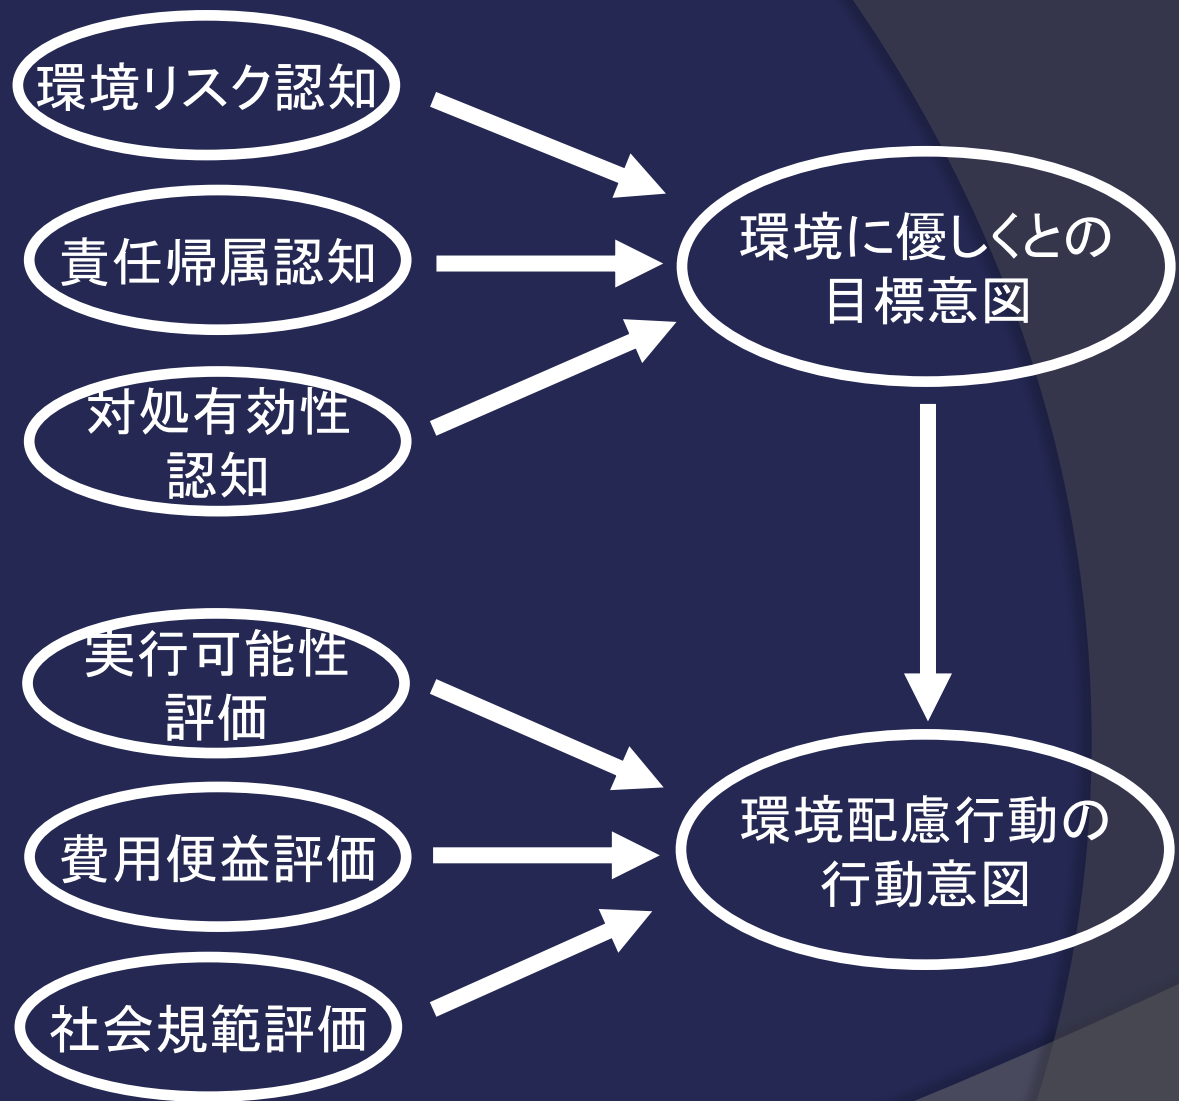 環境リスク認知
責任帰属認知
対処有効性
認知
環境に優しくとの
目標意図
実行可能性
評価
費用便益評価
社会規範評価
環境配慮行動の
行動意図